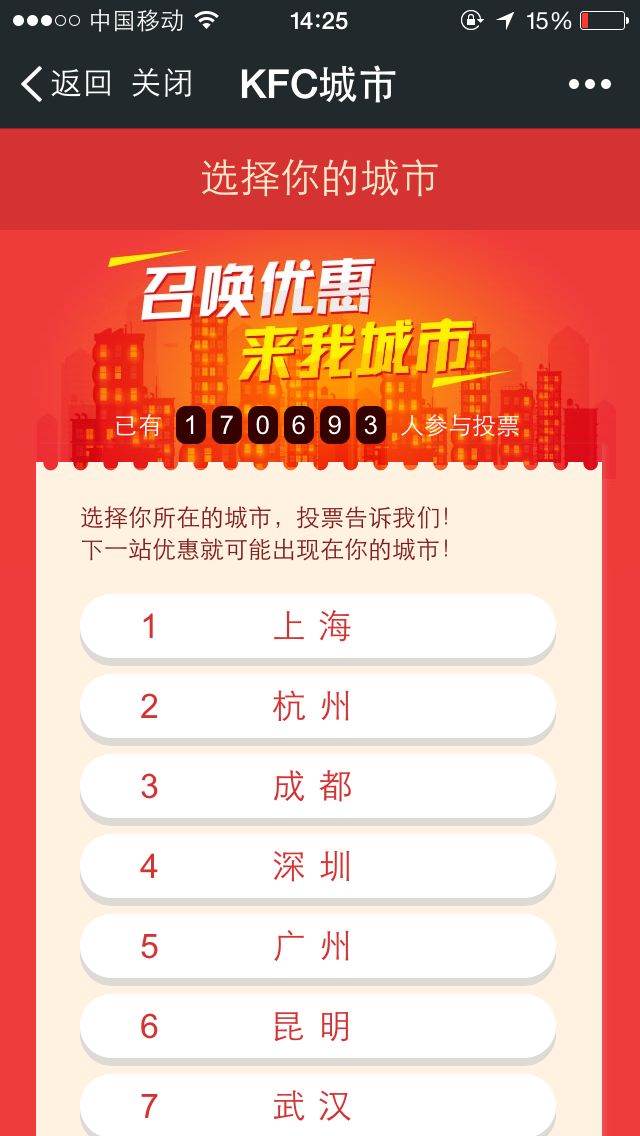 中国移动 14:25 15%
返回 关闭 KFC城市
选择你的城市
召唤优惠
来我城市
已有 170693 人参与投票
选择你所在的城市，投票告诉我们！
下一站优惠就可能出现在你的城市！
1 上海
2 杭州
3 成都
4 深圳
5 广州
6 昆明
7 武汉